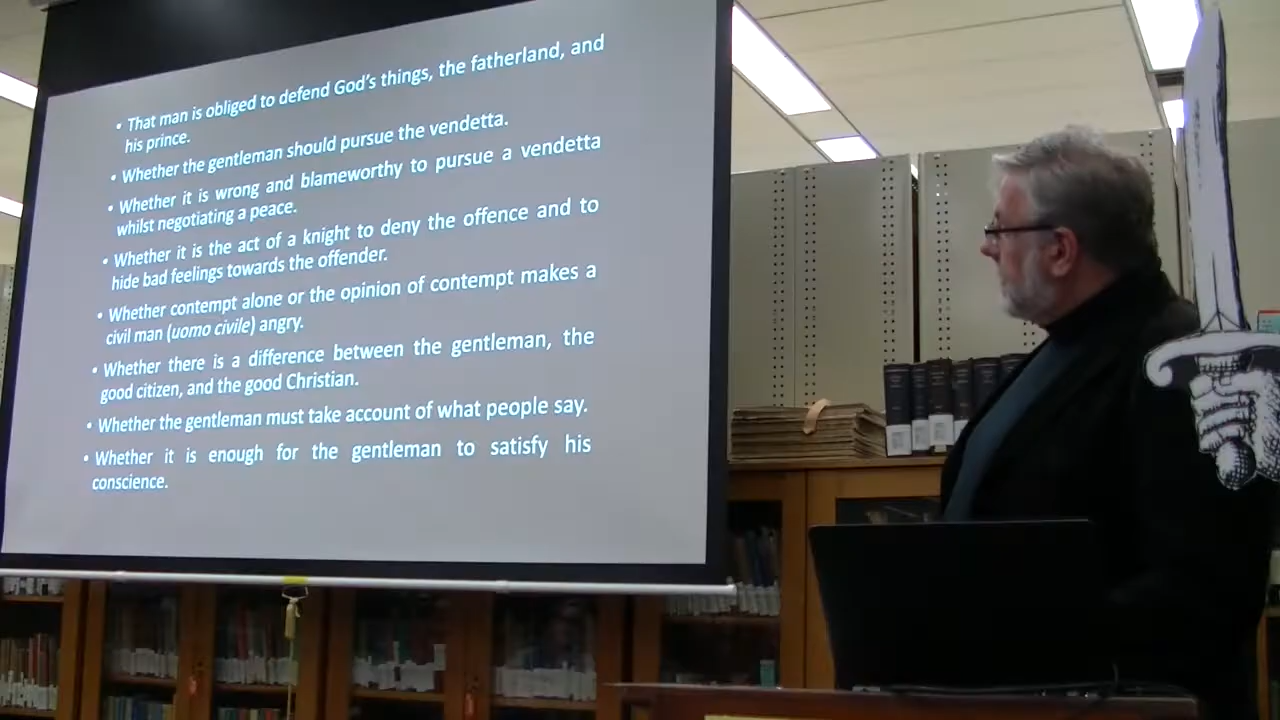 • That man is obliged to defend God's things, the fatherland, and
his prince.
• Whether the gentleman should pursue the vendetta.
• Whether it is wrong and blameworthy to pursue a vendetta
whilst negotiating a peace.
• Whether it is the act of a knight to deny the offence and to
hide bad feelings towards the offender.
• Whether contempt alone or the opinion of contempt makes a
civil man (uomo civile) angry.
• Whether there is a difference between the gentleman, the
good citizen, and the good Christian.
• Whether the gentleman must take account of what people say.
• Whether it is enough for the gentleman to satisfy his
conscience.